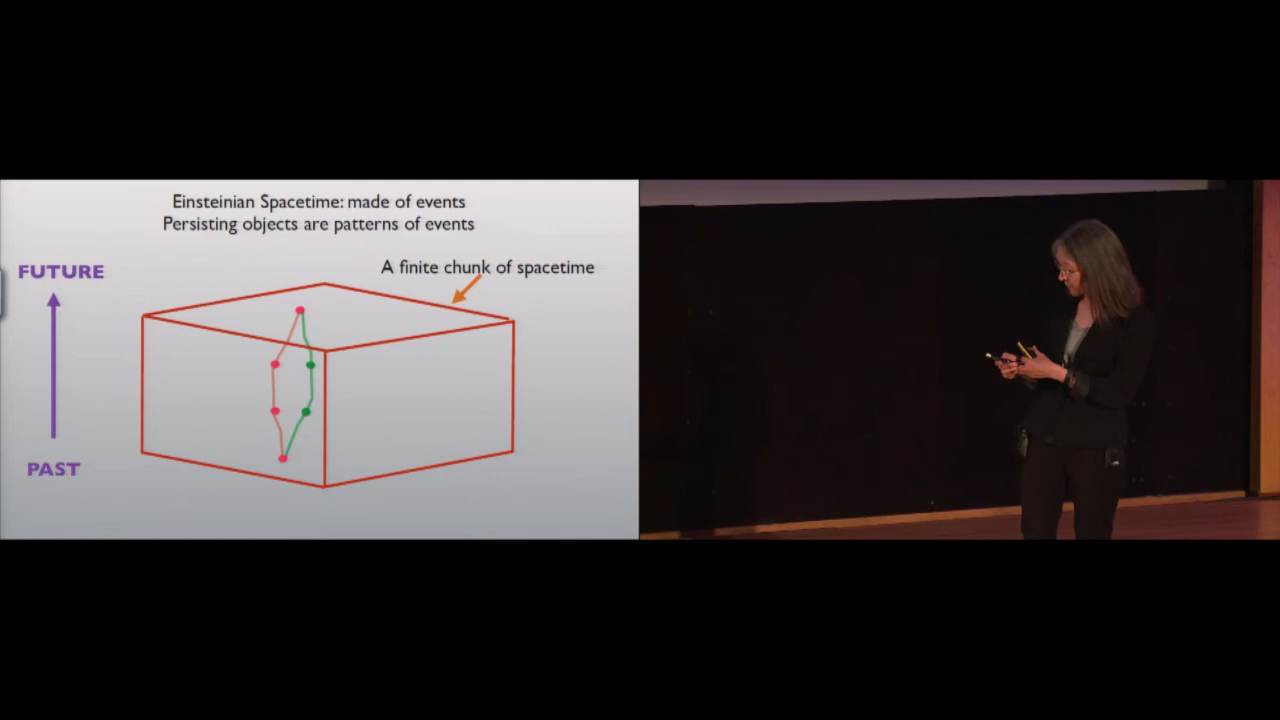 Einsteinian Spacetime: made of events
Persisting objects are patterns of events
A finite chunk of spacetime
FUTURE
PAST